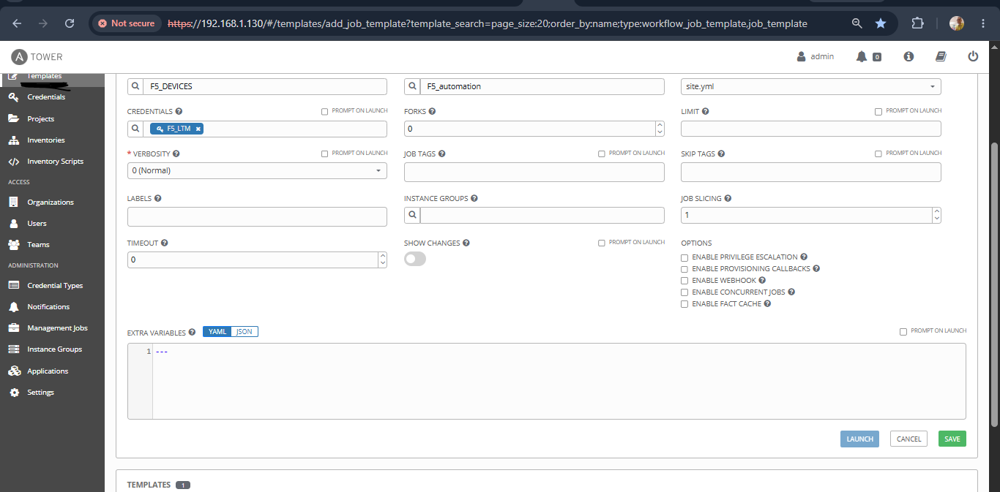 Not secure https://192.168.1.130/#/templates/add_job_template?template_search=page_size:20;order_by:name;type:workflow_job_template,job_template
A TOWER admin 0
Templates
Credentials
Projects
Inventories
Inventory Scripts
ACCESS
Organizations
Users
Teams
ADMINISTRATION
Credential Types
Notifications
Management Jobs
Instance Groups
Applications
Settings
F5_DEVICES F5_automation site.yml
CREDENTIALS PROMPT ON LAUNCH FORKS LIMIT PROMPT ON LAUNCH
F5_LTM × 0
* VERBOSITY PROMPT ON LAUNCH JOB TAGS PROMPT ON LAUNCH SKIP TAGS PROMPT ON LAUNCH
0 (Normal)
LABELS INSTANCE GROUPS JOB SLICING
1
TIMEOUT SHOW CHANGES PROMPT ON LAUNCH OPTIONS
0
ENABLE PRIVILEGE ESCALATION
ENABLE PROVISIONING CALLBACKS
ENABLE WEBHOOK
ENABLE CONCURRENT JOBS
ENABLE FACT CACHE
EXTRA VARIABLES YAML JSON PROMPT ON LAUNCH
1 ---
LAUNCH CANCEL SAVE
TEMPLATES 1